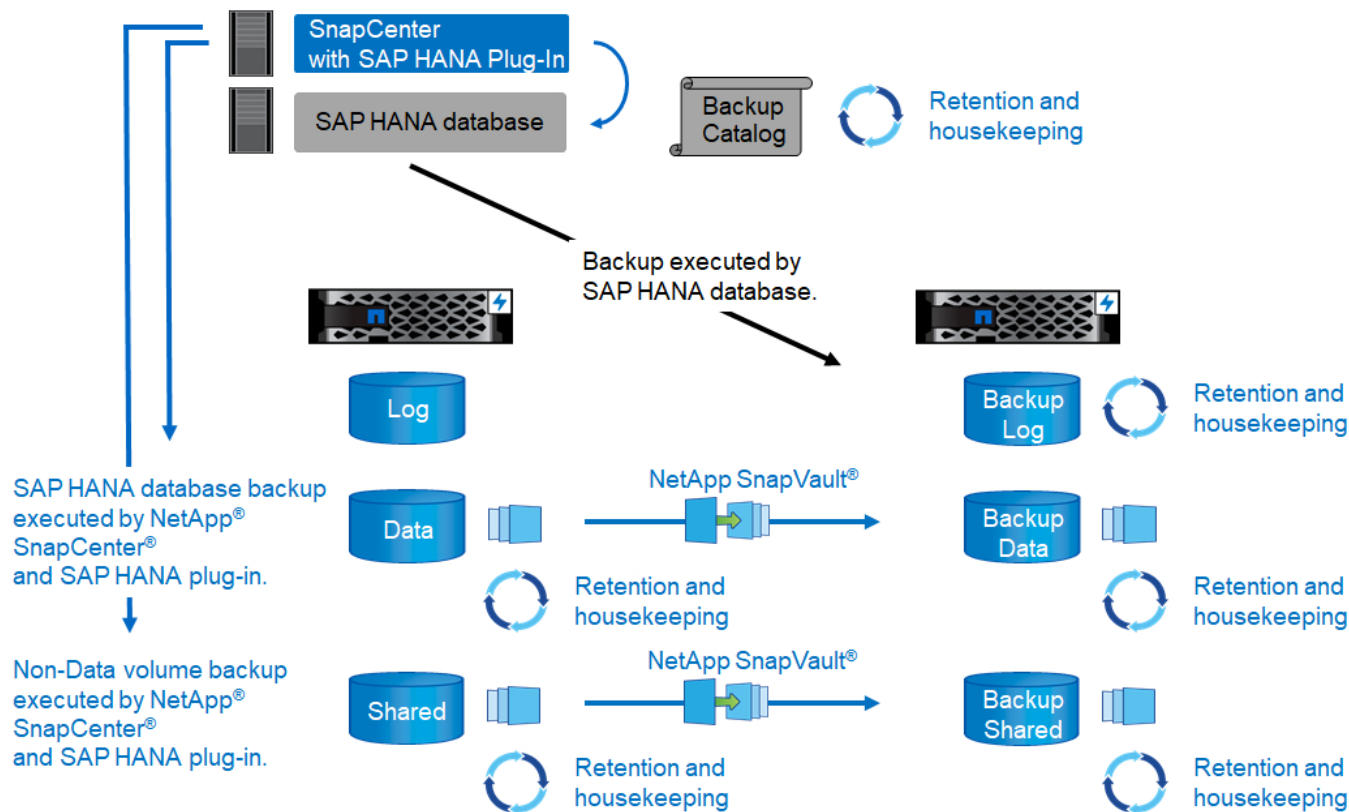 SnapCenter
with SAP HANA Plug-In
SAP HANA database
Backup
Catalog
Retention and
housekeeping
Backup executed by
SAP HANA database.
Log
Backup
Log
Retention and
housekeeping
SAP HANA database backup
executed by NetApp®
SnapCenter®
and SAP HANA plug-in.
Data
NetApp SnapVault®
Backup
Data
Retention and
housekeeping
Retention and
housekeeping
Non-Data volume backup
executed by NetApp®
SnapCenter®
and SAP HANA plug-in.
Shared
NetApp SnapVault®
Backup
Shared
Retention and
housekeeping
Retention and
housekeeping